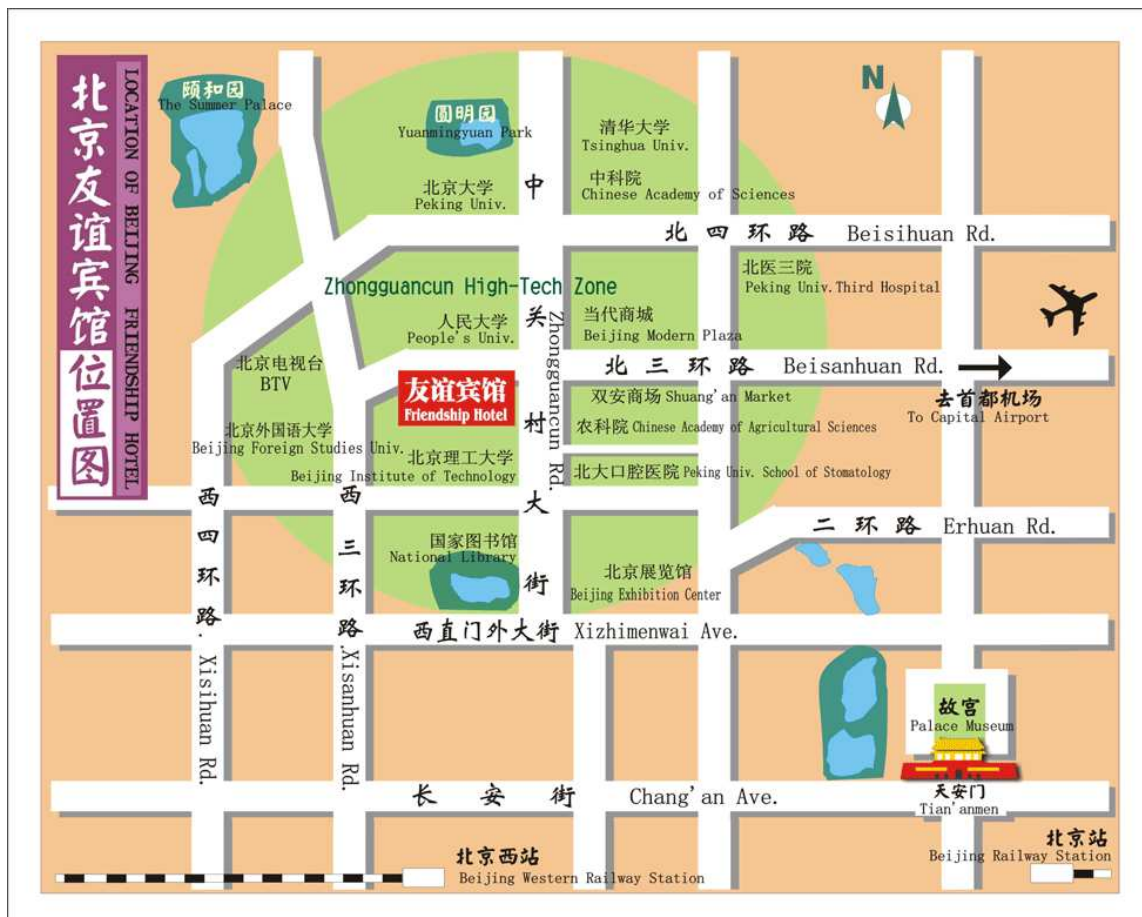 北京友谊宾馆位置图
LOCATION OF BEIJING FRIENDSHIP HOTEL
颐和园
The Summer Palace
圆明园
Yuanmingyuan Park
清华大学
Tsinghua Univ.
N
北京大学
Peking Univ.
中科院
Chinese Academy of Sciences
中关村大街
Zhongguancun Rd.
北四环路 Beisihuan Rd.
Zhongguancun High-Tech Zone
北医三院
Peking Univ. Third Hospital
人民大学
People's Univ.
当代商城
Beijing Modern Plaza
北京电视台
BTV
北三环路 Beisanhuan Rd.
去首都机场
To Capital Airport
友谊宾馆
Friendship Hotel
双安商场 Shuang'an Market
北京外国语大学
Beijing Foreign Studies Univ.
农科院 Chinese Academy of Agricultural Sciences
北京理工大学
Beijing Institute of Technology
北大口腔医院 Peking Univ. School of Stomatology
西四环路. Xisihuan Rd.
西三环路.Xisanhuan Rd.
二环路 Erhuan Rd.
国家图书馆
National Library
北京展览馆
Beijing Exhibition Center
西直门外大街 Xizhimenwai Ave.
故宫
Palace Museum
长安街 Chang'an Ave.
天安门
Tian'anmen
北京西站
Beijing Western Railway Station
北京站
Beijing Railway Station